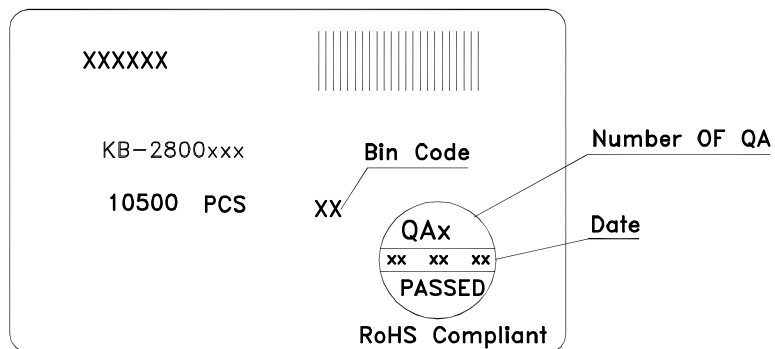 XXXXXX
KB-2800xxx
Bin Code
Number OF QA
10500 PCS
XX
QAx
Date
xx xx xx
PASSED
RoHS Compliant